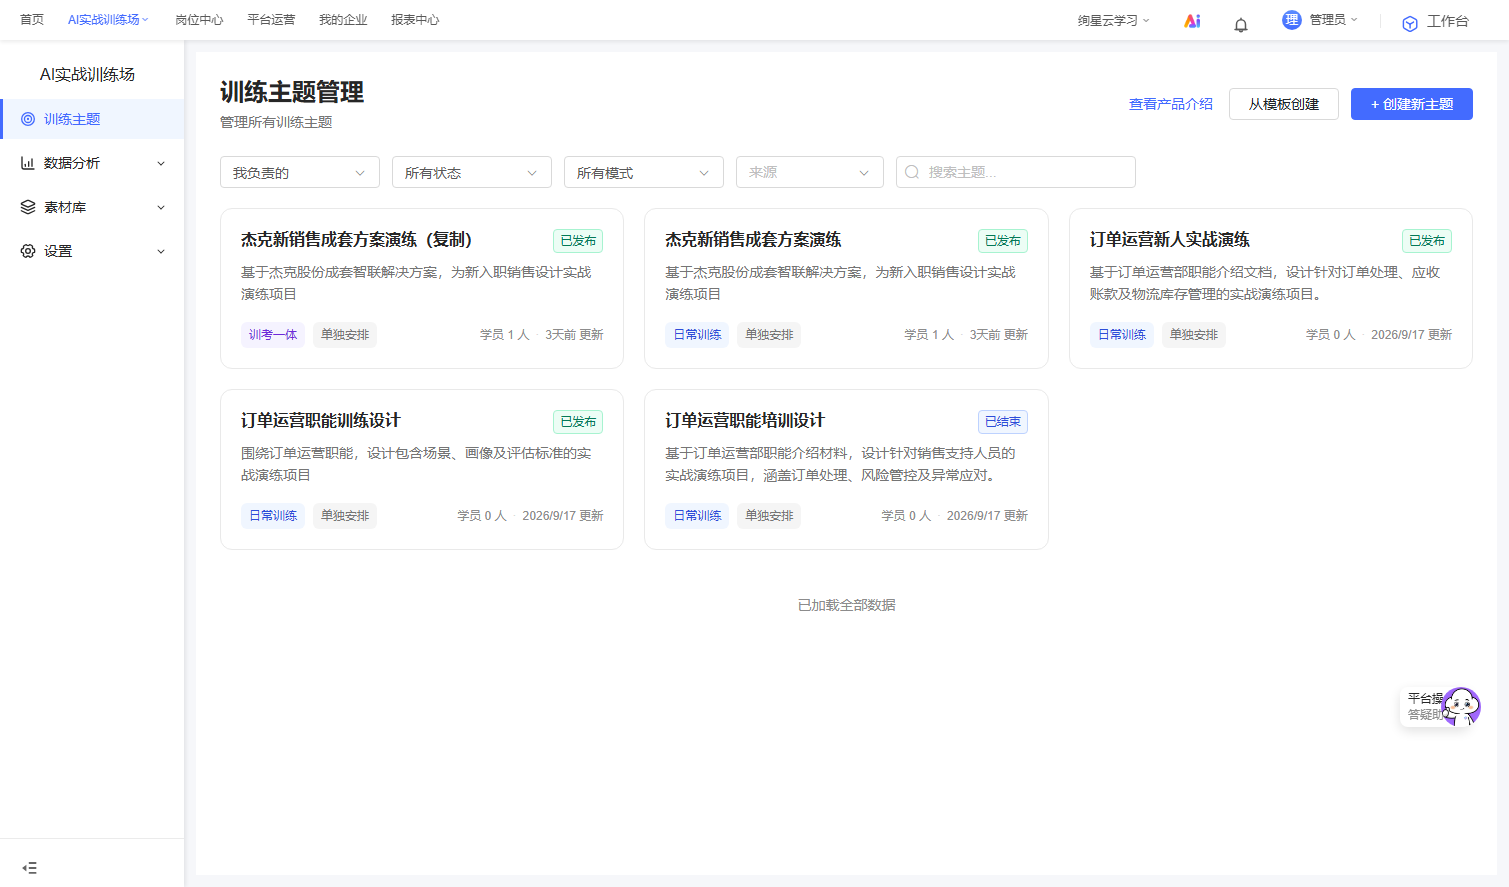 首页 AI实战训练场 岗位中心 平台运营 我的企业 报表中心 绚星云学习 Ai 理 管理员 工作台
AI实战训练场
训练主题
数据分析
素材库
设置
训练主题管理
管理所有训练主题
查看产品介绍 从模板创建 + 创建新主题
我负责的 所有状态 所有模式 来源 搜索主题...
杰克新销售成套方案演练（复制） 已发布
基于杰克股份成套智联解决方案，为新入职销售设计实战
演练项目
训考一体 单独安排 学员 1 人 · 3天前 更新
杰克新销售成套方案演练 已发布
基于杰克股份成套智联解决方案，为新入职销售设计实战
演练项目
日常训练 单独安排 学员 1 人 · 3天前 更新
订单运营新人实战演练 已发布
基于订单运营部职能介绍文档，设计针对订单处理、应收
账款及物流库存管理的实战演练项目。
日常训练 单独安排 学员 0 人 · 2026/9/17 更新
订单运营职能训练设计 已发布
围绕订单运营职能，设计包含场景、画像及评估标准的实
战演练项目
日常训练 单独安排 学员 0 人 · 2026/9/17 更新
订单运营职能培训设计 已结束
基于订单运营部职能介绍材料，设计针对销售支持人员的
实战演练项目，涵盖订单处理、风险管控及异常应对。
日常训练 单独安排 学员 0 人 · 2026/9/17 更新
已加载全部数据
平台操
答疑助